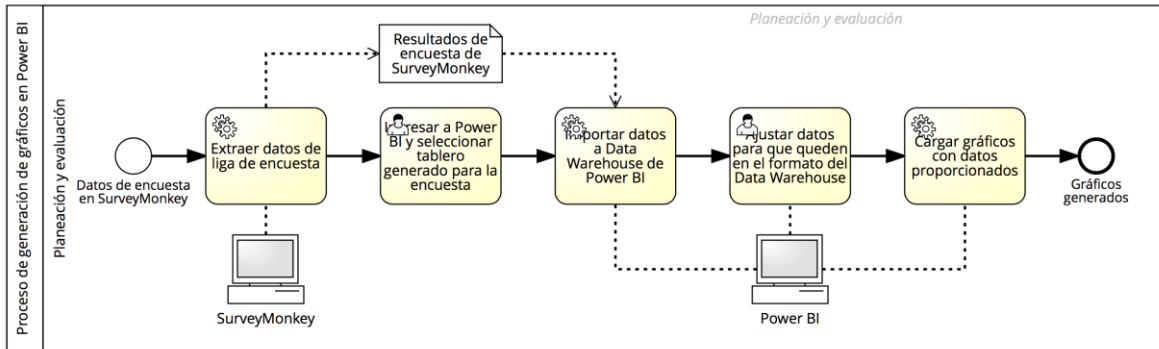 Proceso de generación de gráficos en Power BI
Planeación y evaluación
Planeación y evaluación
Resultados de
encuesta de
SurveyMonkey
Datos de encuesta
en SurveyMonkey
Extraer datos de
liga de encuesta
Ingresar a Power
BI y seleccionar
tablero
generado para la
encuesta
Importar datos
a Data
Warehouse de
Power BI
Ajustar datos
para que queden
en el formato del
Data Warehouse
Cargar gráficos
con datos
proporcionados
Gráficos
generados
SurveyMonkey
Power BI